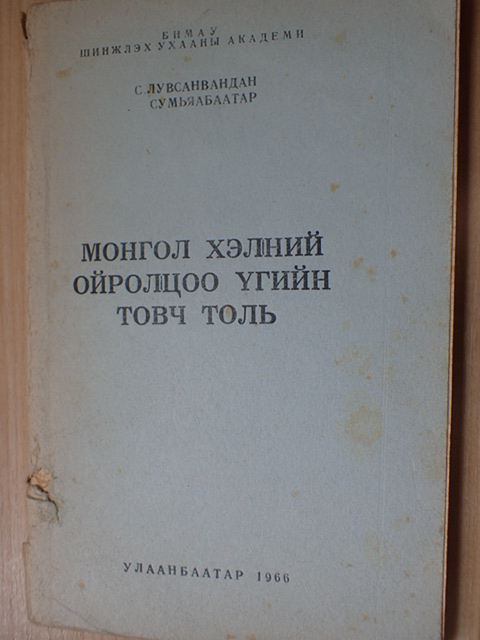 БНМАУ
ШИНЖЛЭХ УХААНЫ АКАДЕМИ
С. ЛУВСАНВАНДАН
СУМЬЯАБААТАР
МОНГОЛ ХЭЛНИЙ
ОЙРОЛЦОО ҮГИЙН
ТОВЧ ТОЛЬ
УЛААНБААТАР 1966